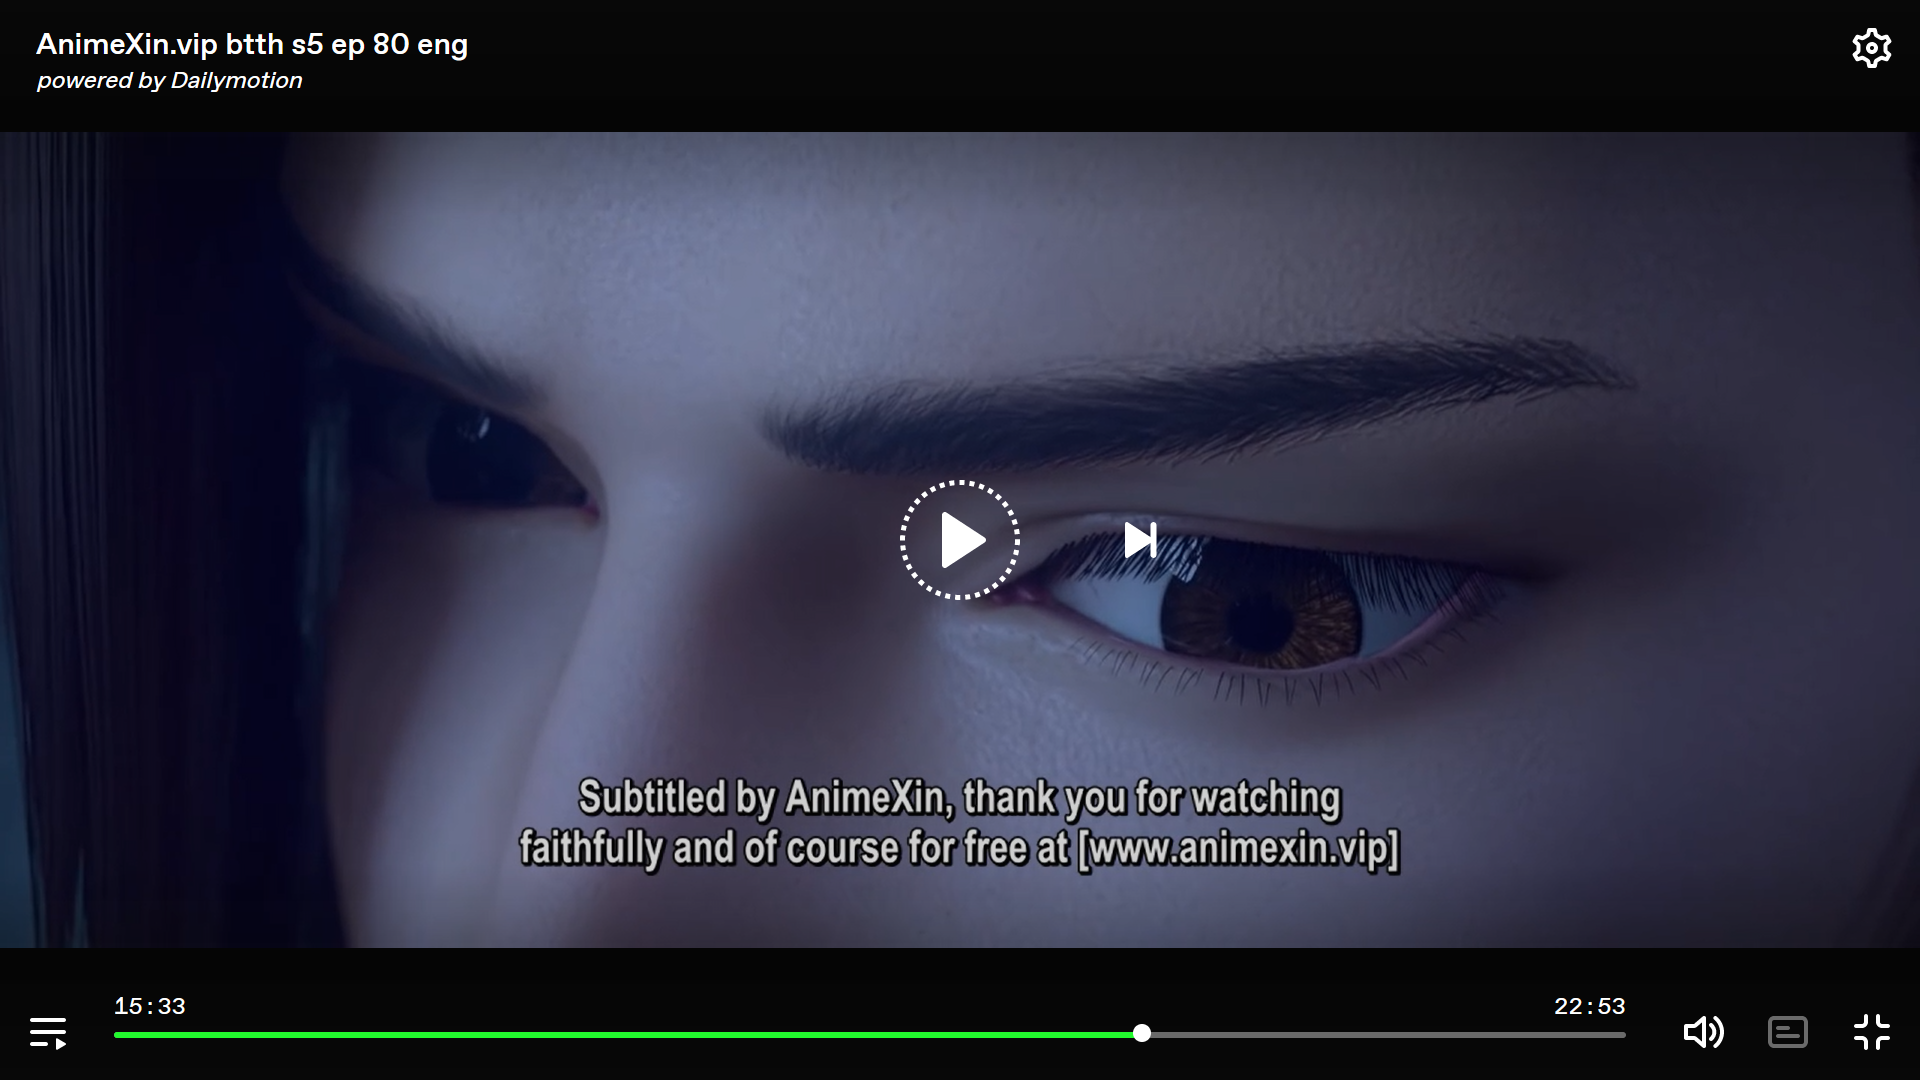 AnimeXin.vip btth s5 ep 80 eng
powered by Dailymotion
Subtitled by AnimeXin, thank you for watching
faithfully and of course for free at [www.animexin.vip]
15:33
22:53